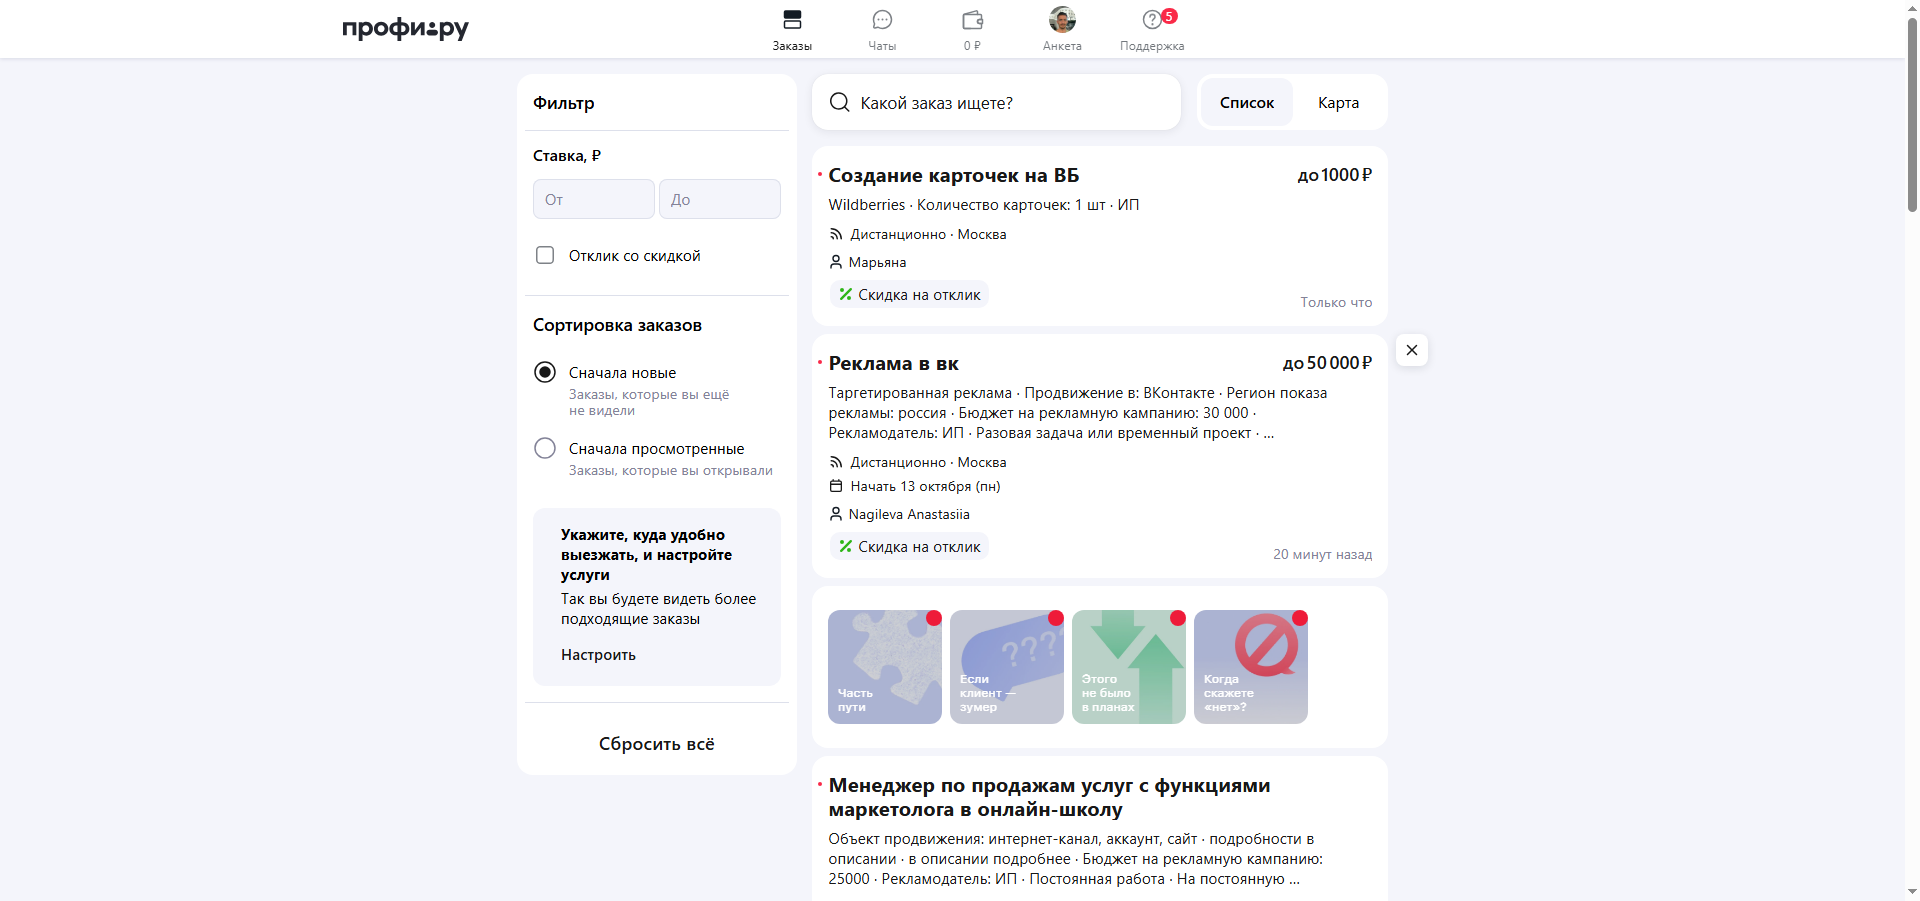 профи.ру
Заказы
Чаты
0 ₽
Анкета
5
Поддержка
Фильтр
Ставка, ₽
От
До
Отклик со скидкой
Сортировка заказов
Сначала новые
Заказы, которые вы ещё
не видели
Сначала просмотренные
Заказы, которые вы открывали
Укажите, куда удобно
выезжать, и настройте
услуги
Так вы будете видеть более
подходящие заказы
Настроить
Сбросить всё
Какой заказ ищете?
Список
Карта
Создание карточек на ВБ
до 1000 ₽
Wildberries · Количество карточек: 1 шт · ИП
Дистанционно · Москва
Марьяна
Скидка на отклик
Только что
Реклама в вк
до 50 000 ₽
Таргетированная реклама · Продвижение в: ВКонтакте · Регион показа
рекламы: россия · Бюджет на рекламную кампанию: 30 000 ·
Рекламодатель: ИП · Разовая задача или временный проект · ...
Дистанционно · Москва
Начать 13 октября (пн)
Nagileva Anastasiia
Скидка на отклик
20 минут назад
Часть
пути
????
Если
клиент —
зумер
Этого
не было
в планах
Когда
скажете
«нет»?
Менеджер по продажам услуг с функциями
маркетолога в онлайн-школу
Объект продвижения: интернет-канал, аккаунт, сайт · подробности в
описании · в описании подробнее · Бюджет на рекламную кампанию:
25000 · Рекламодатель: ИП · Постоянная работа · На постоянную ...